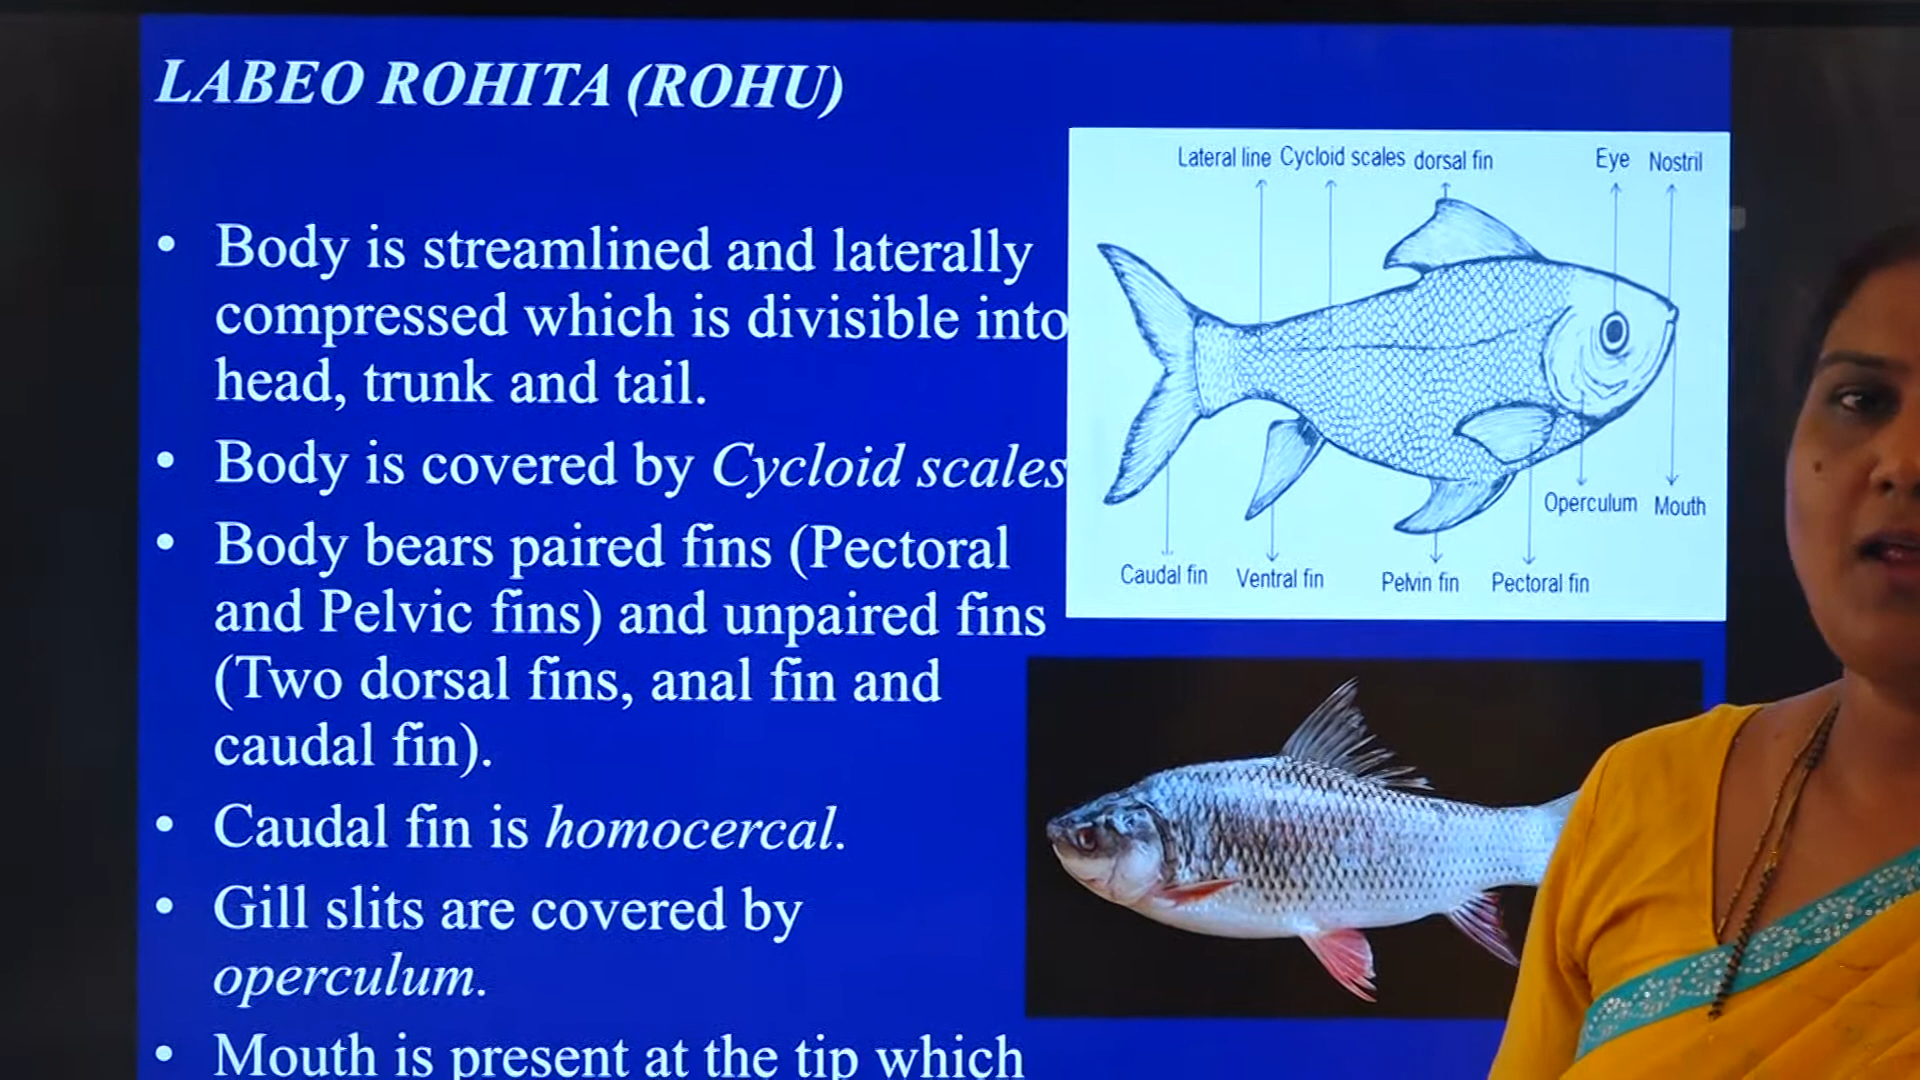 LABEO ROHITA (ROHU)
• Body is streamlined and laterally
compressed which is divisible into
head, trunk and tail.
• Body is covered by Cycloid scales
• Body bears paired fins (Pectoral
and Pelvic fins) and unpaired fins
(Two dorsal fins, anal fin and
caudal fin).
• Caudal fin is homocercal.
• Gill slits are covered by
operculum.
• Mouth is present at the tip which
Lateral line Cycloid scales dorsal fin Eye Nostril
Operculum Mouth
Caudal fin Ventral fin Pelvin fin Pectoral fin